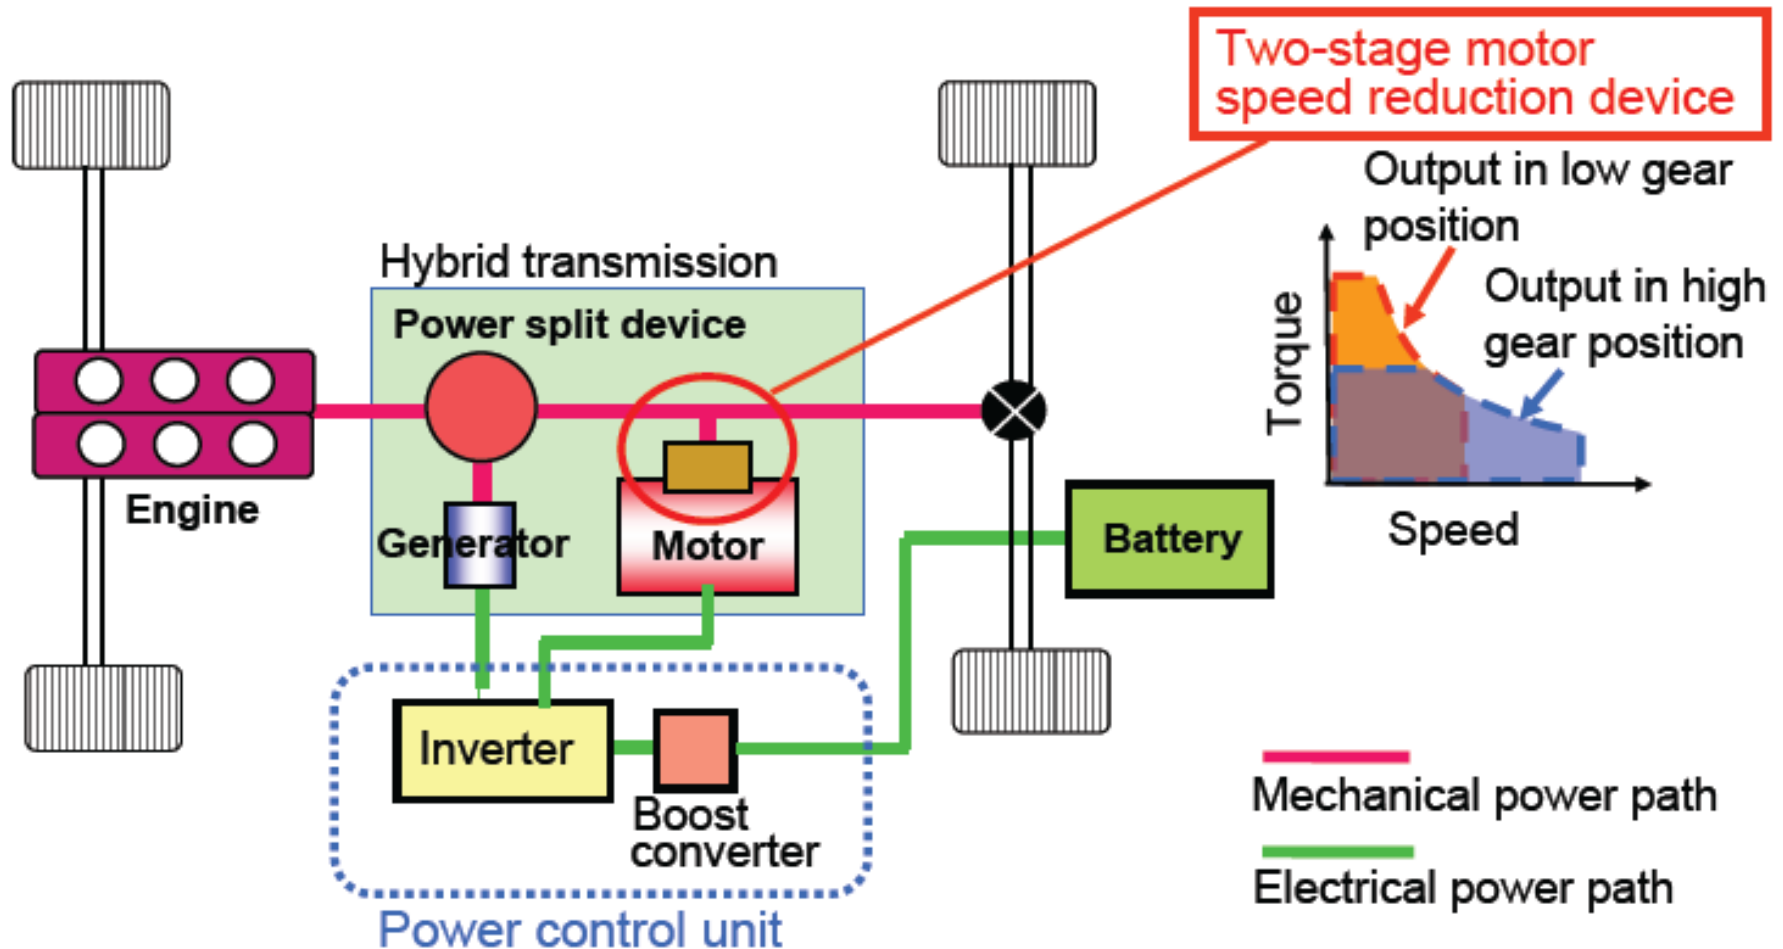 Two-stage motor
speed reduction device
Output in low gear
position
Output in high
gear position
Torque
Speed
Hybrid transmission
Power split device
Engine
Generator
Motor
Battery
Inverter
Boost
converter
Power control unit
Mechanical power path
Electrical power path